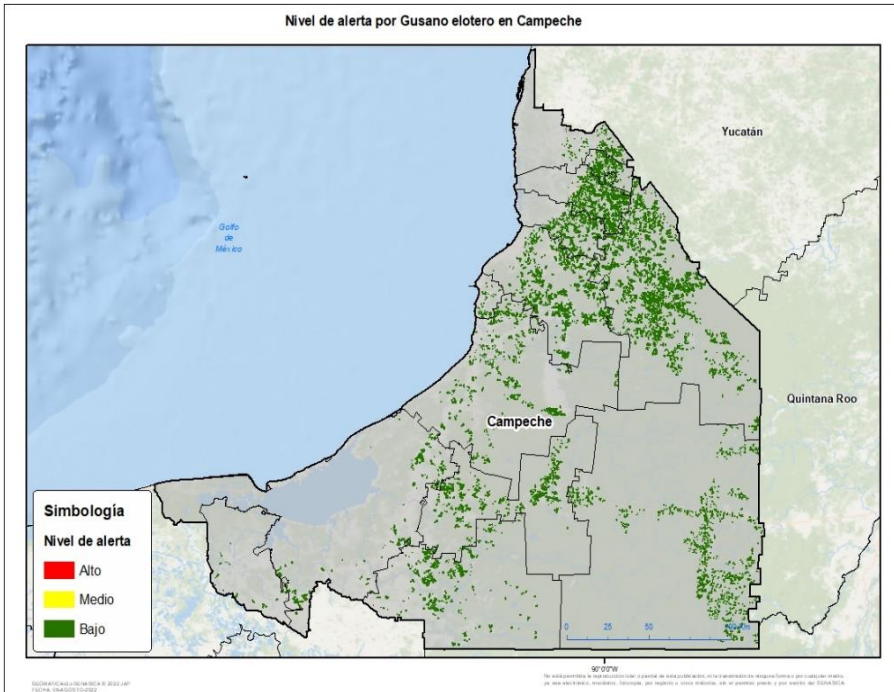 Nivel de alerta por Gusano elotero en Campeche
Yucatán
Golfo
de
México
Quintana Roo
Campeche
Simbología
Nivel de alerta
Alto
Medio
Bajo
0 25 50
90°0'0"W